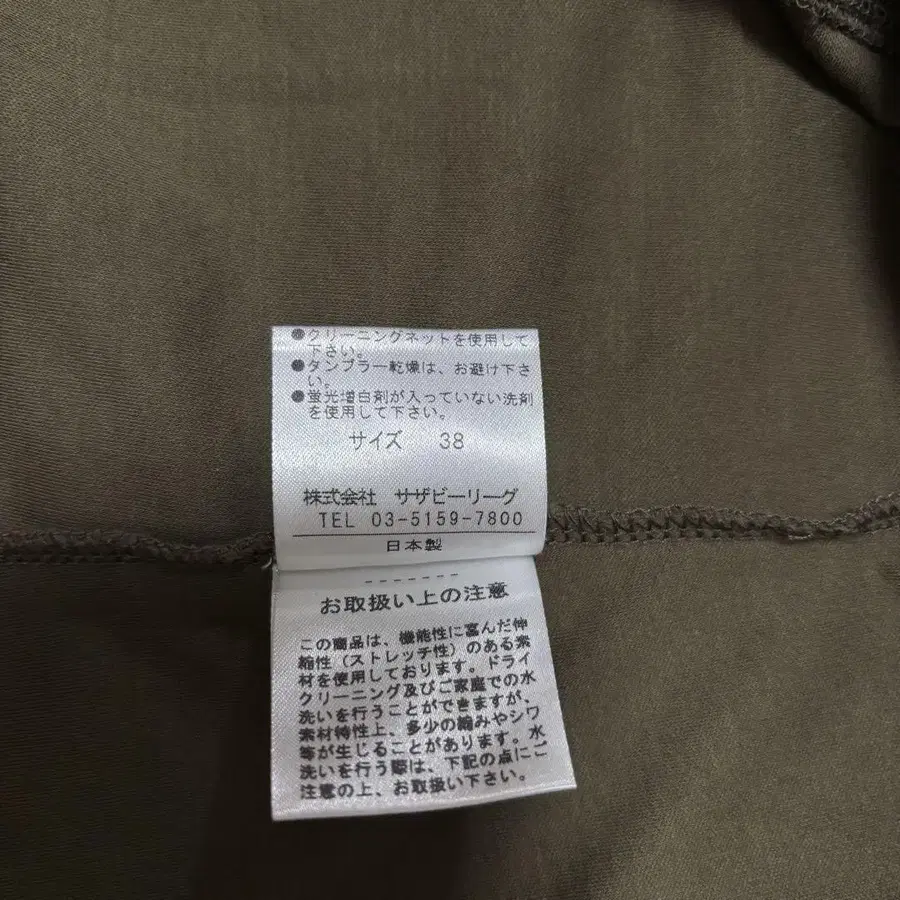 ●クリーニングネットを使用して
下さい。
●タンブラー乾燥は、お避け下さ
い。
●蛍光増白剤が入っていない洗剤
を使用して下さい。
サイズ 38
株式会社 サザビーリーグ
TEL 03-5159-7800
日本製
-------
お取扱い上の注意
この商品は、機能性に富んだ伸
縮性（ストレッチ性）のある素
材を使用しております。ドライ
クリーニング及びご家庭での水
洗いを行うことができますが、
素材特性上、多少の縮みやシワ
等が生じることがあります。水
洗いを行う際は、下記の点にご
注意の上、お取扱い下さい。